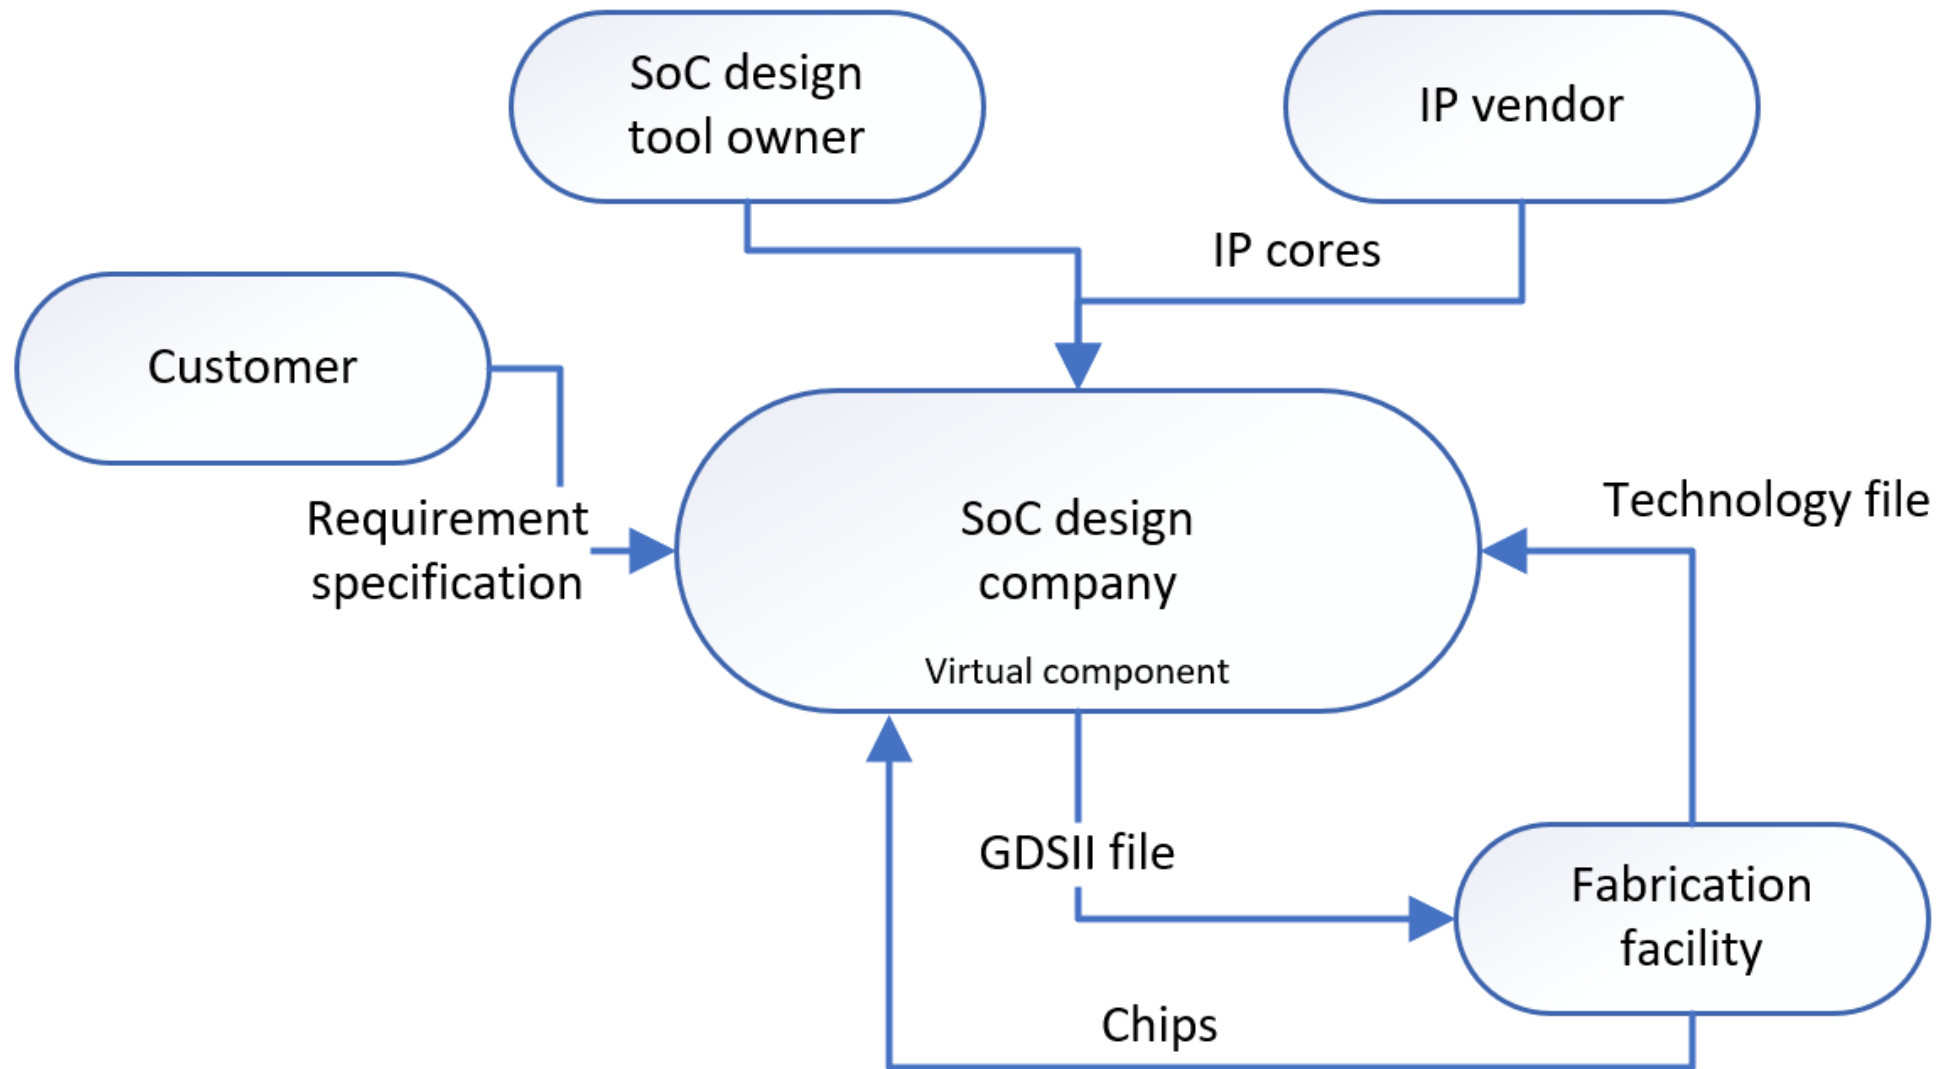 SoC design
tool owner
IP vendor
IP cores
Customer
Requirement
specification
SoC design
company
Virtual component
Technology file
GDSII file
Fabrication
facility
Chips